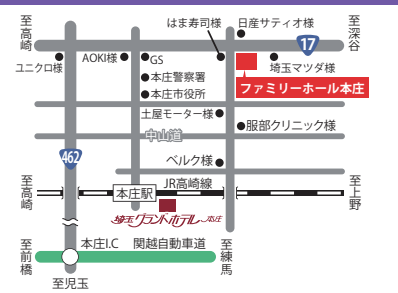 至高崎
はま寿司様
日産サティオ様
至深谷
17
ユニクロ様
AOKI様
GS
埼玉マツダ様
本庄警察署
ファミリーホール本庄
本庄市役所
土屋モーター様
中山道
服部クリニック様
462
ベルク様
至高崎
本庄駅
JR高崎線
至上野
埼玉グランドホテル 本庄
至前橋
本庄I.C
関越自動車道
至練馬
至児玉